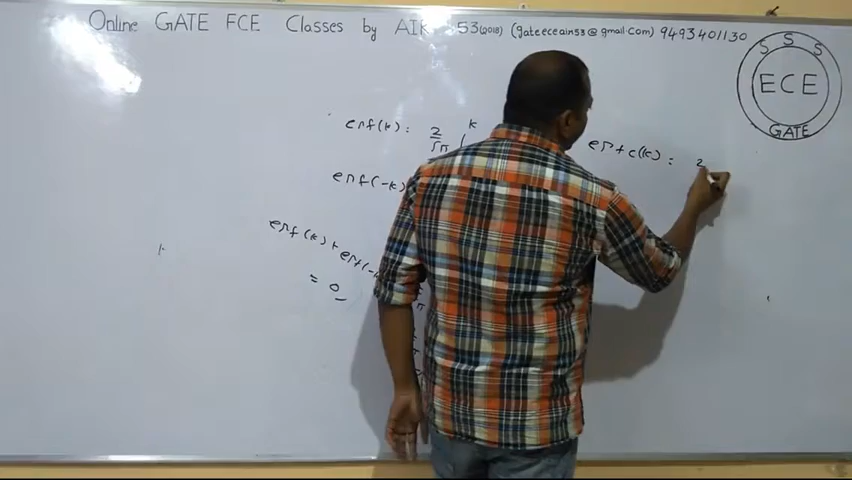 Online GATE ECE Classes by AIR 53(2018) (gateeceair53@gmail.com) 9493401130
SSS
ECE
GATE
erf(k) : 2/√π ∫ k
erfc(k) : 2
erf(-k)
erf(k) + erf(-k)
= 0